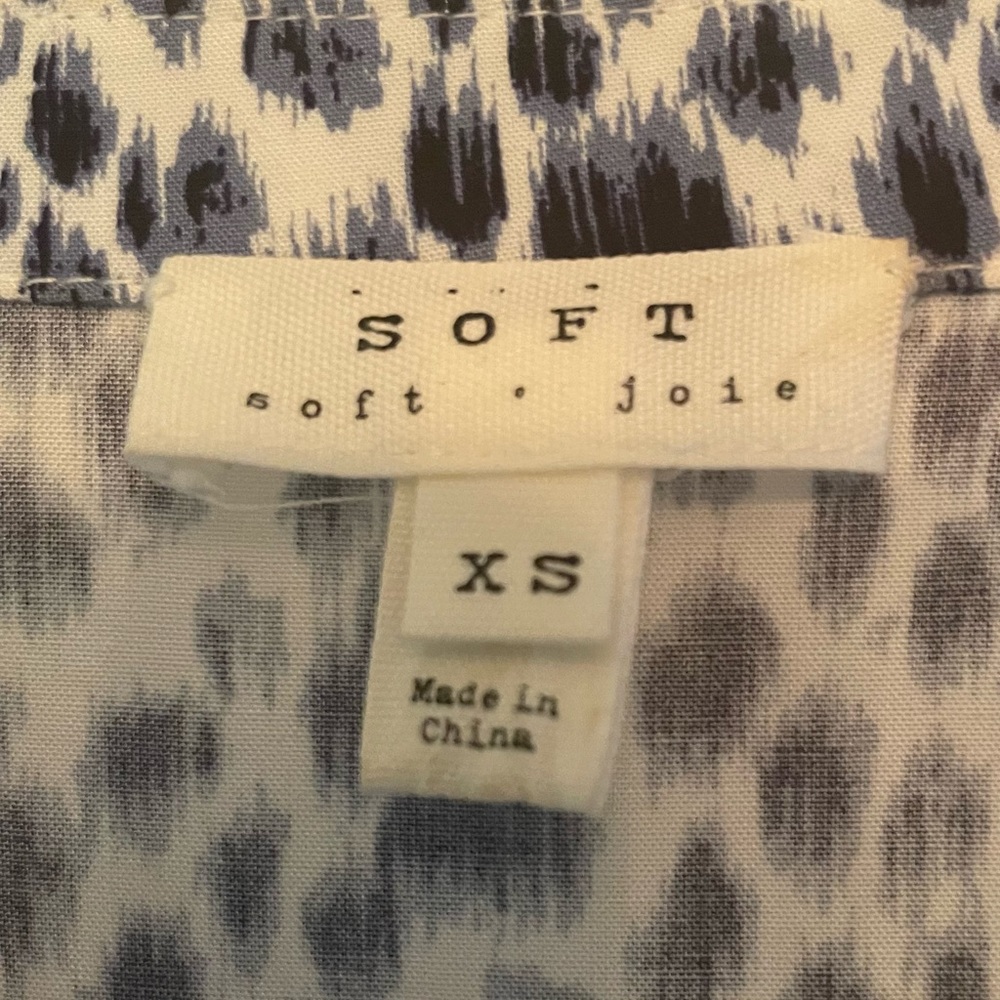 SOFT
soft • joie
XS
Made in
China